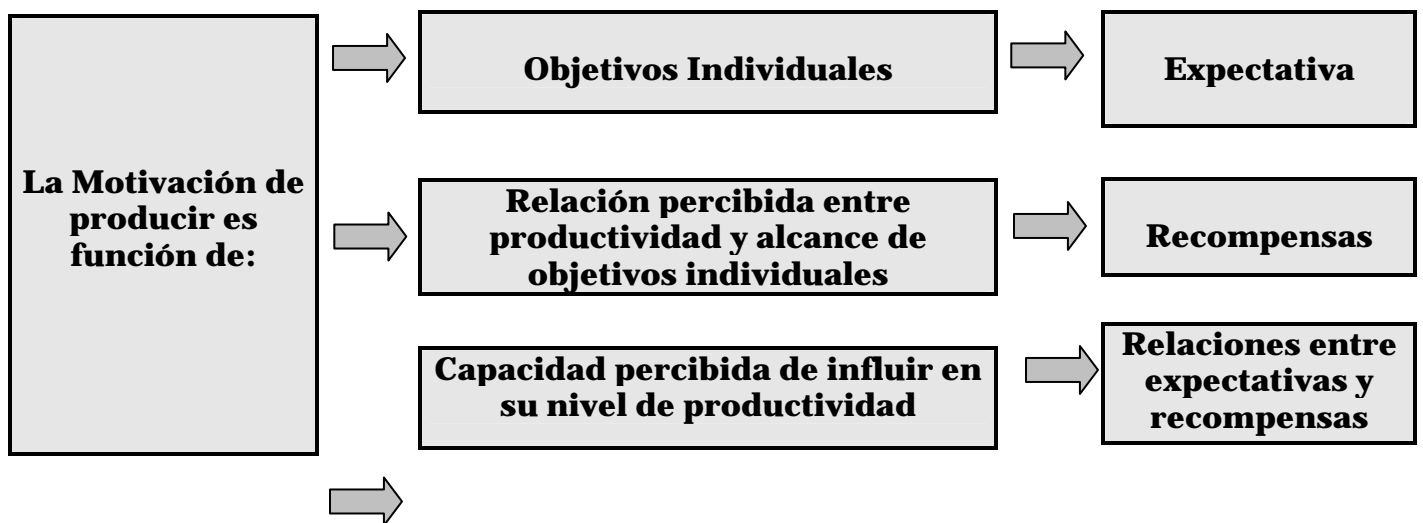 La Motivación de
producir es
función de:
Objetivos Individuales
Expectativa
Relación percibida entre
productividad y alcance de
objetivos individuales
Recompensas
Capacidad percibida de influir en
su nivel de productividad
Relaciones entre
expectativas y
recompensas